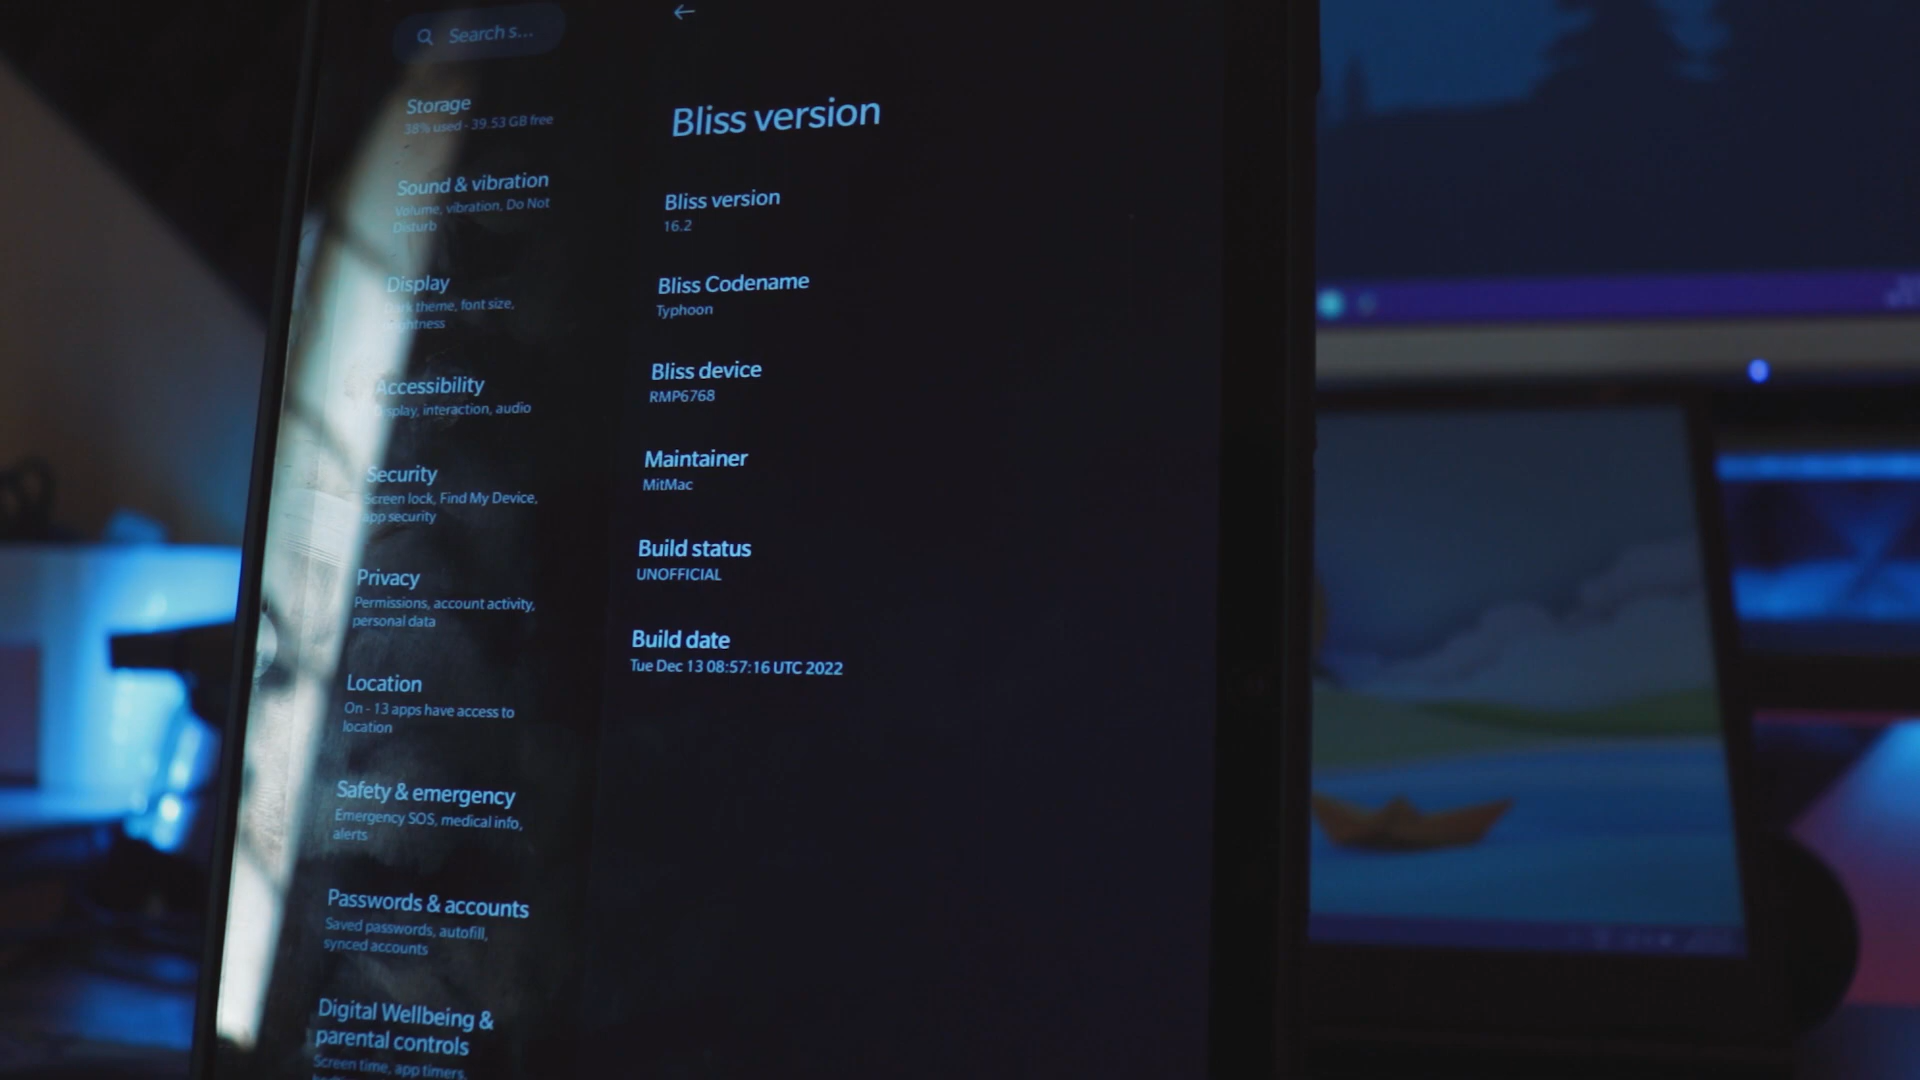 Search s...
Storage
38% used - 39.53 GB free
Sound & vibration
Volume, vibration, Do Not
Disturb
Display
Dark theme, font size,
brightness
Accessibility
Display, interaction, audio
Security
Screen lock, Find My Device,
app security
Privacy
Permissions, account activity,
personal data
Location
On - 13 apps have access to
location
Safety & emergency
Emergency SOS, medical info,
alerts
Passwords & accounts
Saved passwords, autofill,
synced accounts
Digital Wellbeing &
parental controls
Screen time, app timers,
Bliss version
Bliss version
16.2
Bliss Codename
Typhoon
Bliss device
RMP6768
Maintainer
MitMac
Build status
UNOFFICIAL
Build date
Tue Dec 13 08:57:16 UTC 2022